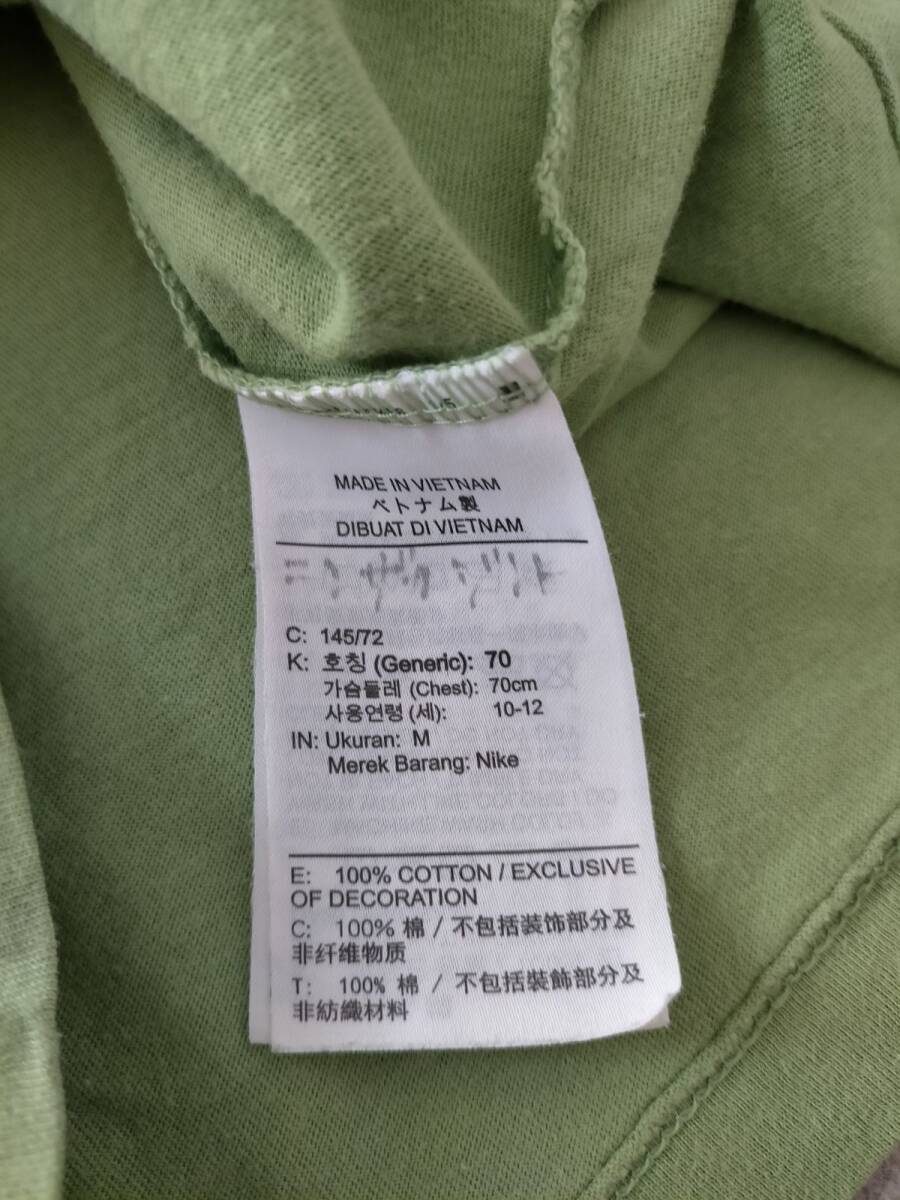 MADE IN VIETNAM
ベトナム製
DIBUAT DI VIETNAM
C: 145/72
K: 호칭 (Generic): 70
가슴둘레 (Chest): 70cm
사용연령 (세): 10-12
IN: Ukuran: M
Merek Barang: Nike
E: 100% COTTON / EXCLUSIVE
OF DECORATION
C: 100% 棉 / 不包括装饰部分及
非纤维物质
T: 100% 棉 / 不包括裝飾部分及
非紡織材料